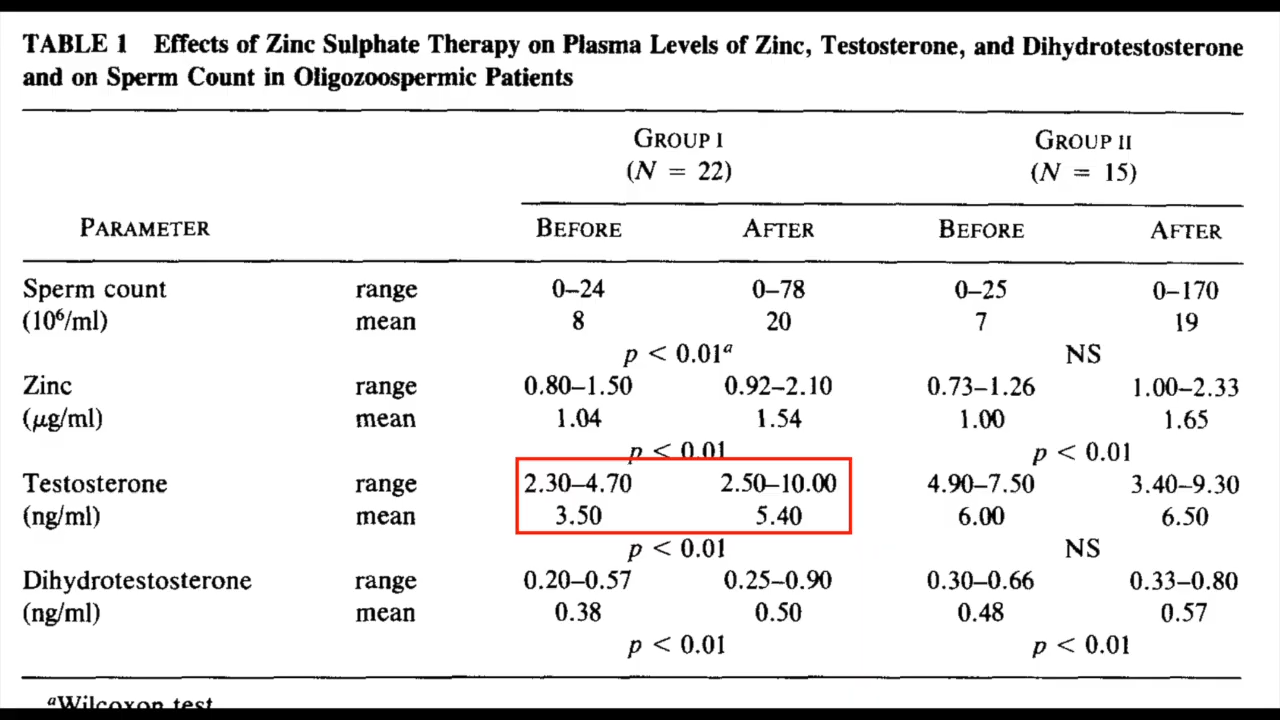 TABLE 1 Effects of Zinc Sulphate Therapy on Plasma Levels of Zinc, Testosterone, and Dihydrotestosterone
and on Sperm Count in Oligozoospermic Patients
GROUP I GROUP II
(N = 22) (N = 15)
PARAMETER BEFORE AFTER BEFORE AFTER
Sperm count range 0–24 0–78 0–25 0–170
(10⁶/ml) mean 8 20 7 19
p < 0.01ᵃ NS
Zinc range 0.80–1.50 0.92–2.10 0.73–1.26 1.00–2.33
(μg/ml) mean 1.04 1.54 1.00 1.65
p < 0.01 p < 0.01
Testosterone range 2.30–4.70 2.50–10.00 4.90–7.50 3.40–9.30
(ng/ml) mean 3.50 5.40 6.00 6.50
p < 0.01 NS
Dihydrotestosterone range 0.20–0.57 0.25–0.90 0.30–0.66 0.33–0.80
(ng/ml) mean 0.38 0.50 0.48 0.57
p < 0.01 p < 0.01
ᵃWilcoxon test